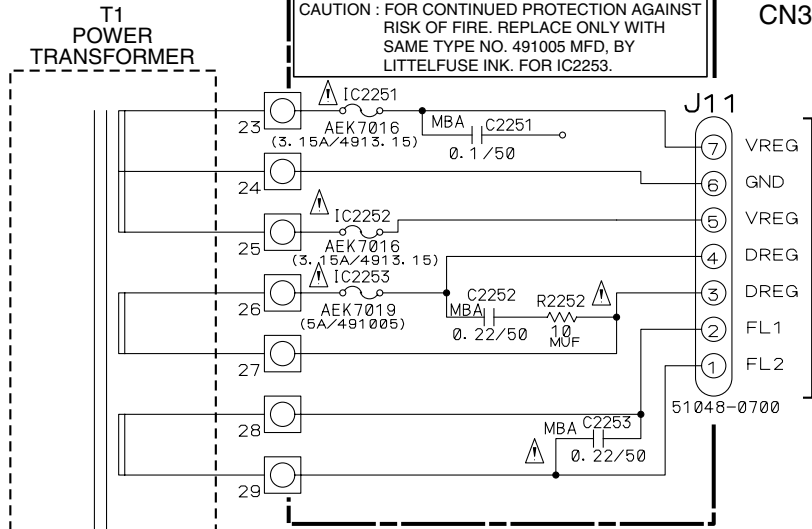 T1
POWER
TRANSFORMER
CAUTION : FOR CONTINUED PROTECTION AGAINST
RISK OF FIRE. REPLACE ONLY WITH
SAME TYPE NO. 491005 MFD, BY
LITTELFUSE INK. FOR IC2253.
CN3
J11
23
IC2251
AEK7016
(3.15A/4913.15)
MBA C2251
0.1/50
7 VREG
24
6 GND
25
IC2252
AEK7016
(3.15A/4913.15)
5 VREG
26
IC2253
AEK7019
(5A/491005)
MBA C2252
0.22/50
R2252
10
MUF
4 DREG
3 DREG
27
2 FL1
1 FL2
51048-0700
28
MBA C2253
0.22/50
29